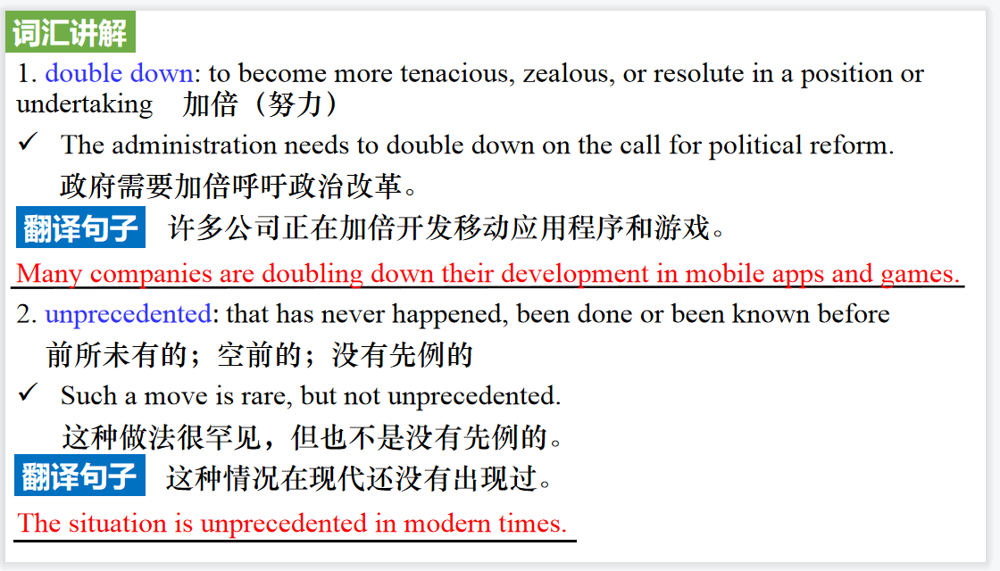 词汇讲解
1. double down: to become more tenacious, zealous, or resolute in a position or
undertaking 加倍（努力）
✓ The administration needs to double down on the call for political reform.
政府需要加倍呼吁政治改革。
翻译句子 许多公司正在加倍开发移动应用程序和游戏。
Many companies are doubling down their development in mobile apps and games.
2. unprecedented: that has never happened, been done or been known before
前所未有的；空前的；没有先例的
✓ Such a move is rare, but not unprecedented.
这种做法很罕见，但也不是没有先例的。
翻译句子 这种情况在现代还没有出现过。
The situation is unprecedented in modern times.